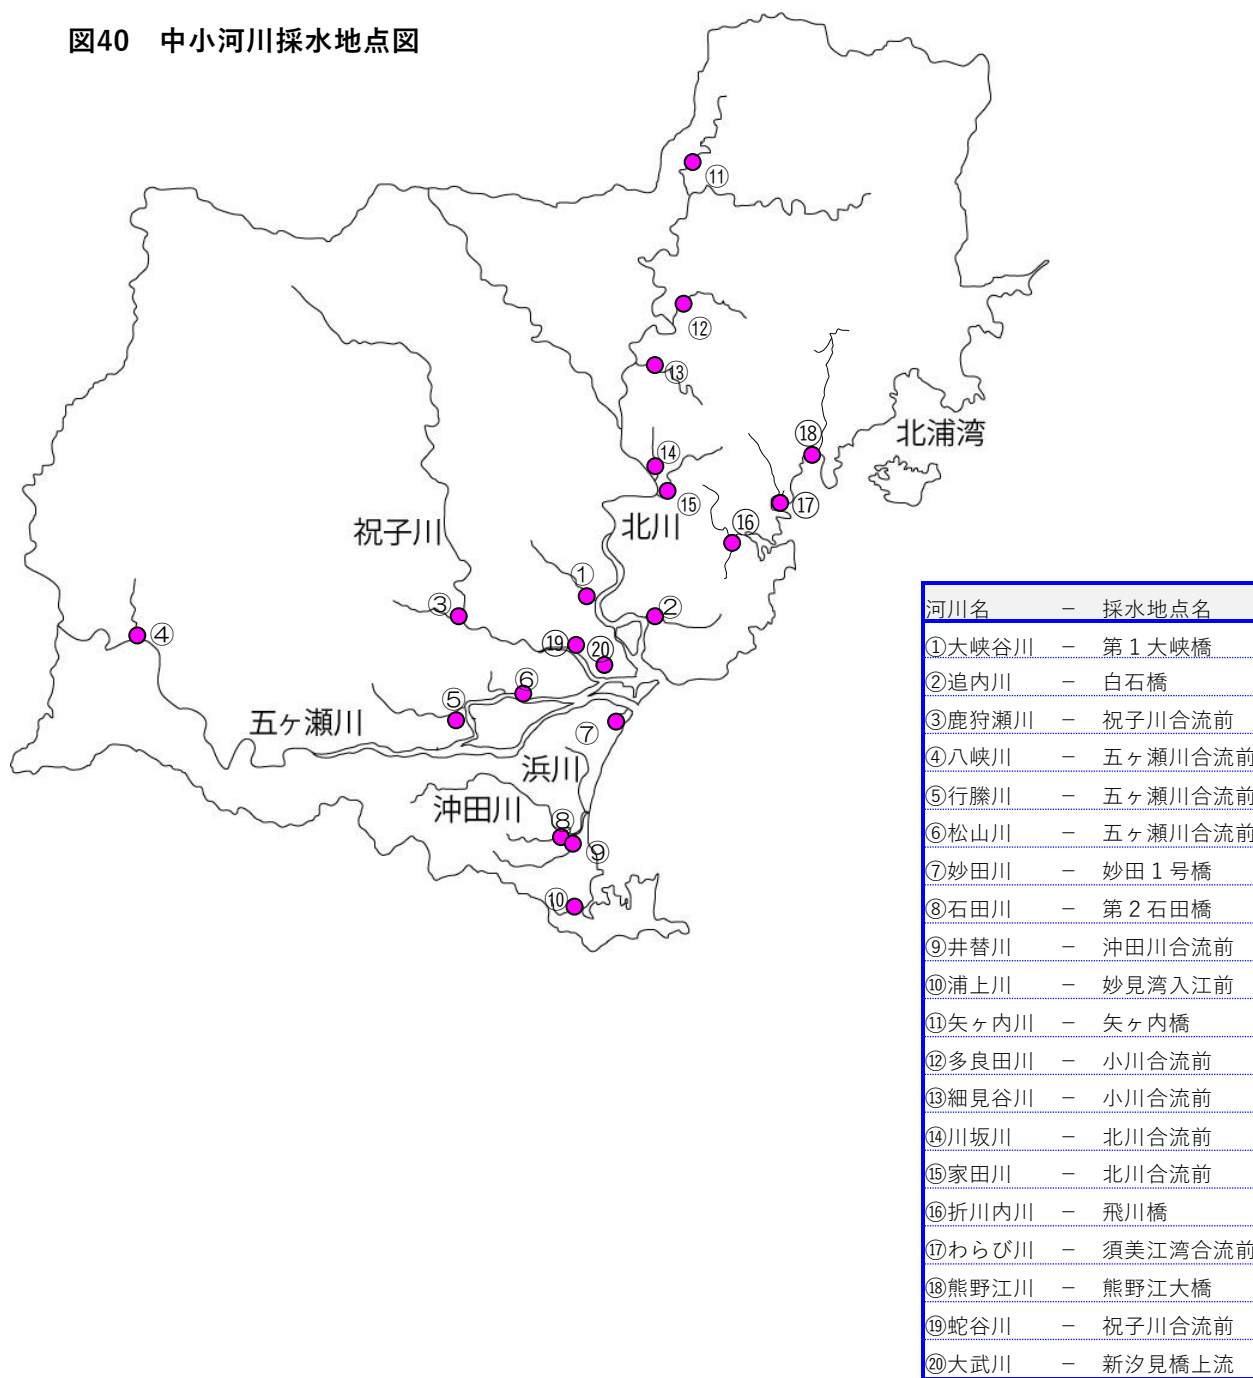 図40　中小河川採水地点図
⑪
⑫
⑬
⑱
北浦湾
⑭
⑮
⑰
祝子川
北川
⑯
①
③
②
④
⑲
⑳
⑥
⑤
五ヶ瀬川
⑦
浜川
沖田川
⑧
⑨
⑩
河川名　－　採水地点名
①大峡谷川　－　第１大峡橋
②追内川　－　白石橋
③鹿狩瀬川　－　祝子川合流前
④八峡川　－　五ヶ瀬川合流前
⑤行縢川　－　五ヶ瀬川合流前
⑥松山川　－　五ヶ瀬川合流前
⑦妙田川　－　妙田１号橋
⑧石田川　－　第２石田橋
⑨井替川　－　沖田川合流前
⑩浦上川　－　妙見湾入江前
⑪矢ヶ内川　－　矢ヶ内橋
⑫多良田川　－　小川合流前
⑬細見谷川　－　小川合流前
⑭川坂川　－　北川合流前
⑮家田川　－　北川合流前
⑯折川内川　－　飛川橋
⑰わらび川　－　須美江湾合流前
⑱熊野江川　－　熊野江大橋
⑲蛇谷川　－　祝子川合流前
⑳大武川　－　新汐見橋上流